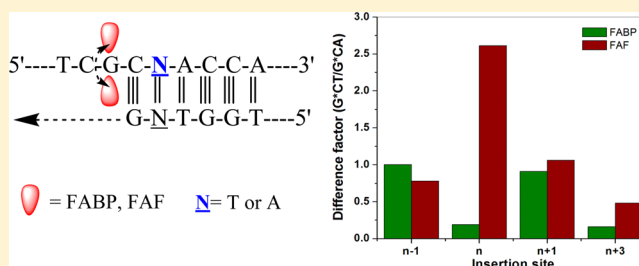 5'----T-C-G-C-N-A-C-C-A----3'
G-N-T-G-G-T----5'
= FABP, FAF N= T or A
Difference factor (G*CT/G*CA)
3.0
2.5
2.0
1.5
1.0
0.5
0.0
FABP
FAF
n-1 n n+1 n+3
Insertion site